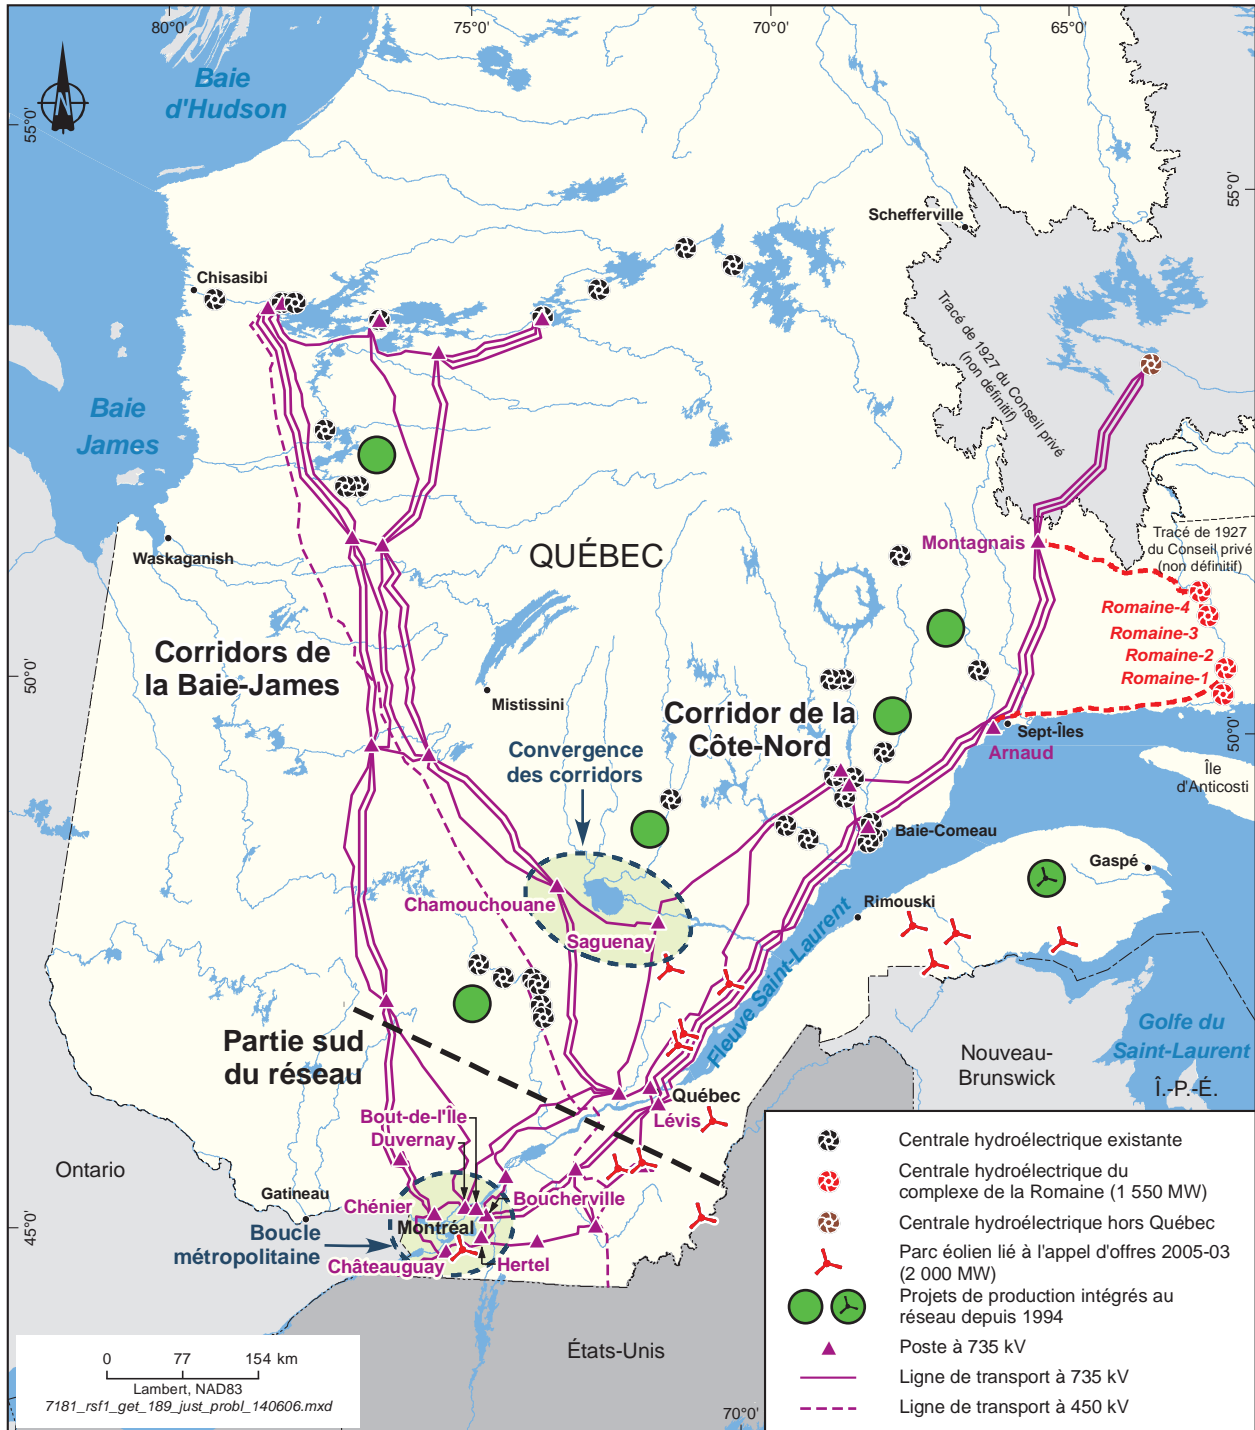 80°0'
75°0'
70°0'
65°0'
55°0'
55°0'
50°0'
50°0'
45°0'
70°0'
N
Baie
d'Hudson
Schefferville
Chisasibi
Tracé de 1927 du Conseil privé
(non définitif)
Baie
James
Waskaganish
QUÉBEC
Montagnais
Tracé de 1927
du Conseil privé
(non définitif)
Romaine-4
Romaine-3
Romaine-2
Romaine-1
Corridors de
la Baie-James
Mistissini
Corridor de la
Côte-Nord
Sept-Îles
Arnaud
Convergence
des corridors
Île
d'Anticosti
Baie-Comeau
Gaspé
Chamouchouane
Rimouski
Saguenay
Fleuve Saint-Laurent
Partie sud
du réseau
Golfe du
Saint-Laurent
Nouveau-
Brunswick
Î.-P.-É.
Québec
Lévis
Bout-de-l'Île
Duvernay
Ontario
Gatineau
Chénier
Boucherville
Montréal
Boucle
métropolitaine
Châteauguay
Hertel
États-Unis
Centrale hydroélectrique existante
Centrale hydroélectrique du
complexe de la Romaine (1 550 MW)
Centrale hydroélectrique hors Québec
Parc éolien lié à l'appel d'offres 2005-03
(2 000 MW)
Projets de production intégrés au
réseau depuis 1994
Poste à 735 kV
Ligne de transport à 735 kV
Ligne de transport à 450 kV
0 77 154 km
Lambert, NAD83
7181_rsf1_get_189_just_probl_140606.mxd